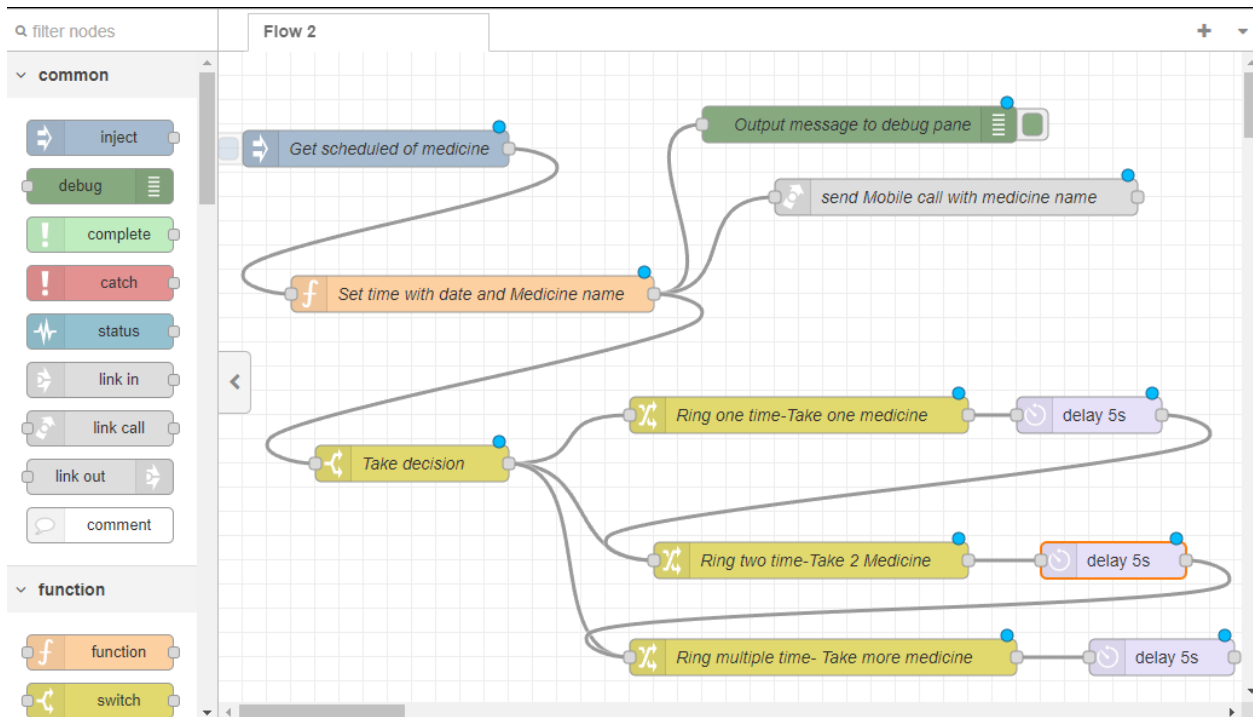 filter nodes
Flow 2
common
inject
debug
complete
catch
status
link in
link call
link out
comment
function
function
switch
Get scheduled of medicine
Output message to debug pane
send Mobile call with medicine name
Set time with date and Medicine name
Ring one time-Take one medicine
delay 5s
Take decision
Ring two time-Take 2 Medicine
delay 5s
Ring multiple time- Take more medicine
delay 5s